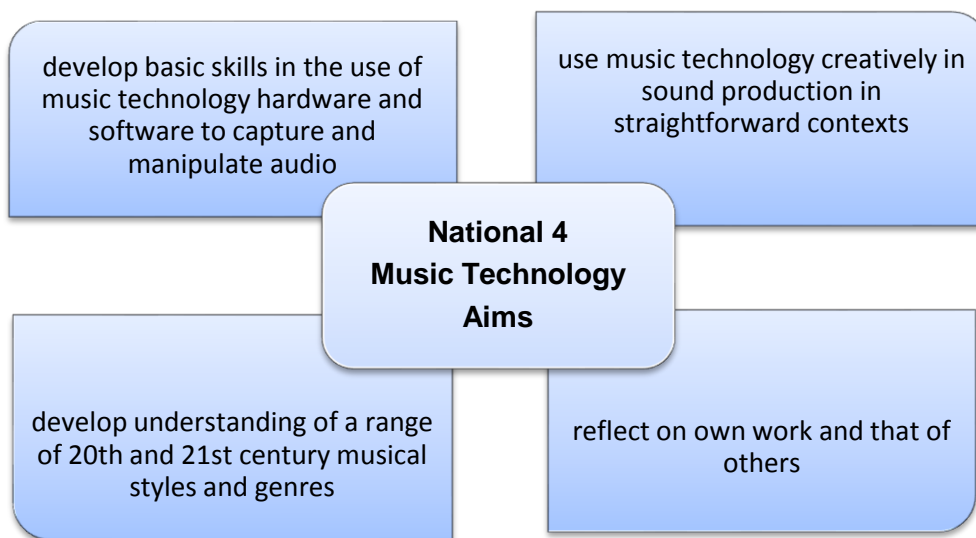 develop basic skills in the use of
music technology hardware and
software to capture and
manipulate audio
use music technology creatively in
sound production in
straightforward contexts
National 4
Music Technology
Aims
develop understanding of a range
of 20th and 21st century musical
styles and genres
reflect on own work and that of
others